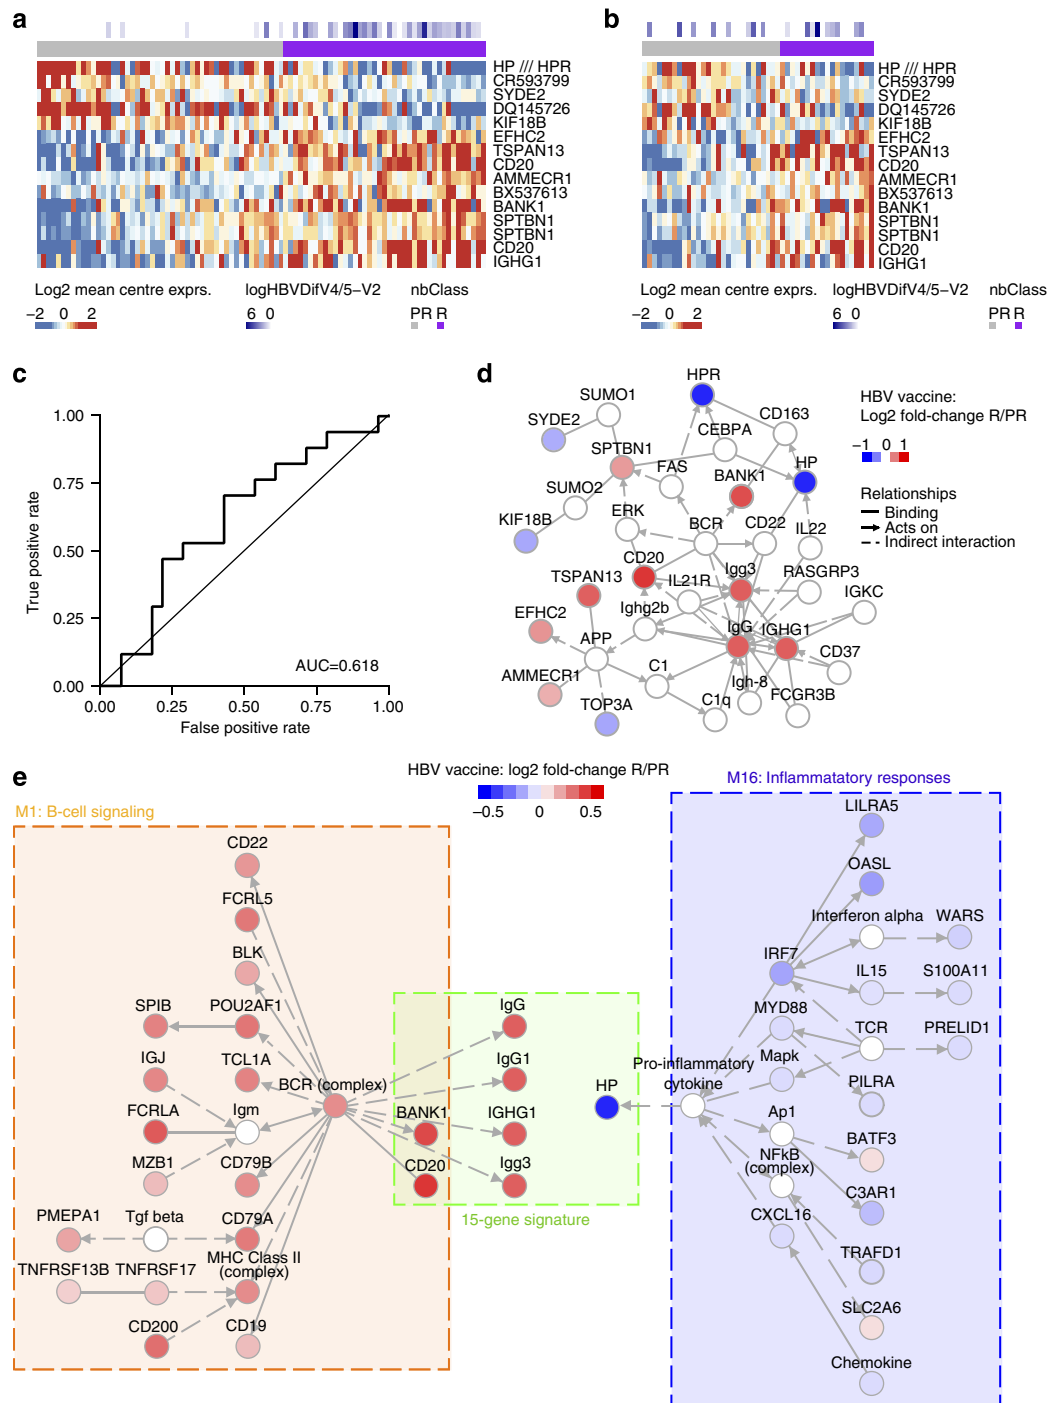 a
HP /// HPR
CR593799
SYDE2
DQ145726
KIF18B
EFHC2
TSPAN13
CD20
AMMECR1
BX537613
BANK1
SPTBN1
SPTBN1
CD20
IGHG1
Log2 mean centre exprs.
−2 0 2
logHBVDifV4/5−V2
6 0
nbClass
PR R
b
HP /// HPR
CR593799
SYDE2
DQ145726
KIF18B
EFHC2
TSPAN13
CD20
AMMECR1
BX537613
BANK1
SPTBN1
SPTBN1
CD20
IGHG1
Log2 mean centre exprs.
−2 0 2
logHBVDifV4/5−V2
6 0
nbClass
PR R
c
True positive rate
1.00
0.75
0.50
0.25
0.00
0.00 0.25 0.50 0.75 1.00
False positive rate
AUC=0.618
d
HPR
SUMO1
CD163
SYDE2
CEBPA
SPTBN1
FAS
HP
BANK1
SUMO2
ERK
KIF18B
BCR
CD22
IL22
CD20
Igg3
TSPAN13
IL21R
RASGRP3
IGKC
EFHC2
Ighg2b
IgG
IGHG1
APP
CD37
AMMECR1
C1
Igh-8
FCGR3B
TOP3A
C1q
HBV vaccine:
Log2 fold-change R/PR
−1 0 1
Relationships
Binding
Acts on
Indirect interaction
e
HBV vaccine: log2 fold-change R/PR
−0.5 0 0.5
M1: B-cell signaling
CD22
FCRL5
BLK
SPIB
POU2AF1
IGJ
TCL1A
BCR (complex)
FCRLA
Igm
MZB1
CD79B
PMEPA1
Tgf beta
CD79A
MHC Class II
(complex)
TNFRSF13B
TNFRSF17
CD200
CD19
IgG
IgG1
BANK1
IGHG1
CD20
Igg3
HP
15-gene signature
M16: Inflammatatory responses
LILRA5
OASL
Interferon alpha
WARS
IRF7
IL15
S100A11
MYD88
TCR
PRELID1
Pro-inflammatory
cytokine
Mapk
PILRA
Ap1
BATF3
NFkB
(complex)
C3AR1
CXCL16
TRAFD1
SLC2A6
Chemokine